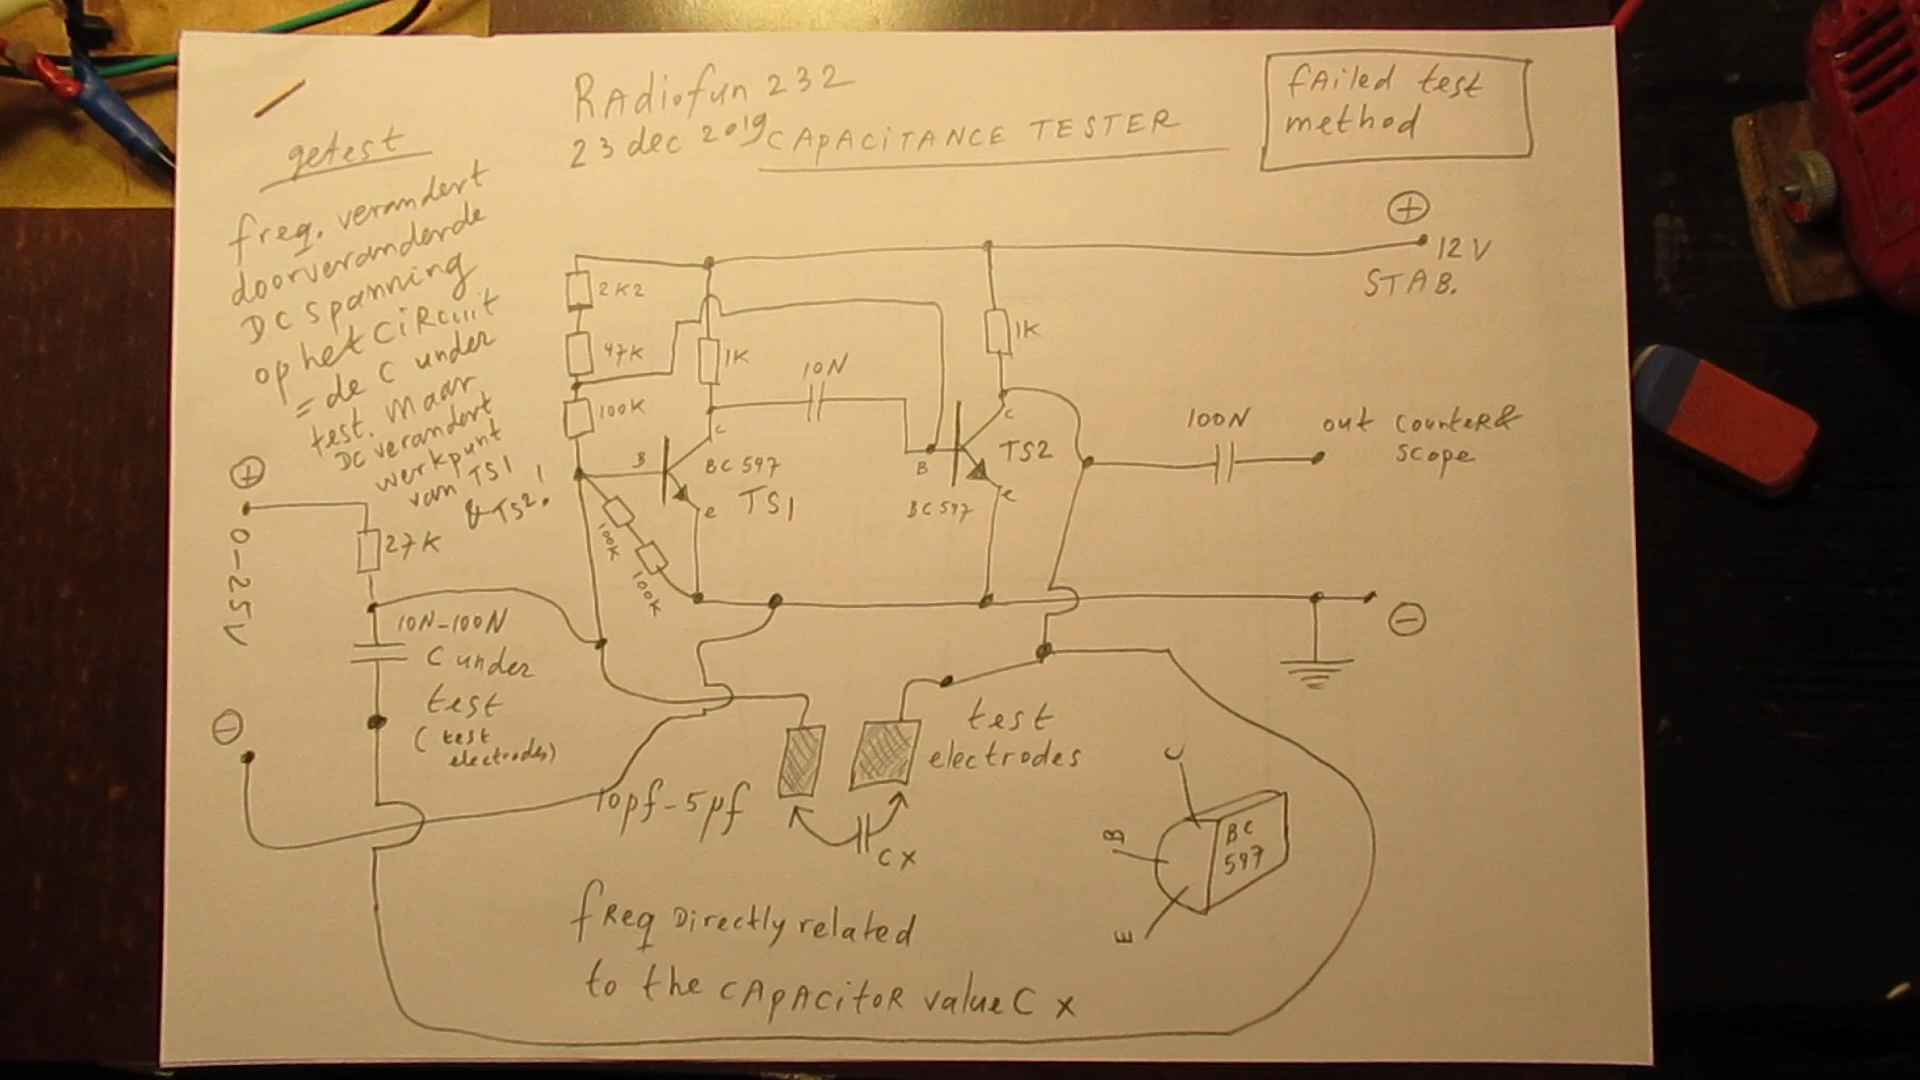 RAdiofun 232
23 dec 2019
CAPACITANCE TESTER
fAiled test
method
getest
freq. verandert
doorveranderde
DC spanning
op het CiRcuit
= de C under
test. Maar
DC verandert
werkpunt
van TS1
& TS2!
+
12 V
STAB.
2K2
47K
1K
10N
1K
100K
c
B
BC 547
TS1
e
c
B
TS2
BC 547
e
100N
out counteR &
scope
100K
100K
+
0-25V
27K
10N-100N
C under
test
(test
electrodes)
-
-
test
electrodes
10pf-5µf
CX
C
B
E
BC
547
fReq Directly related
to the CApAcitoR value C x